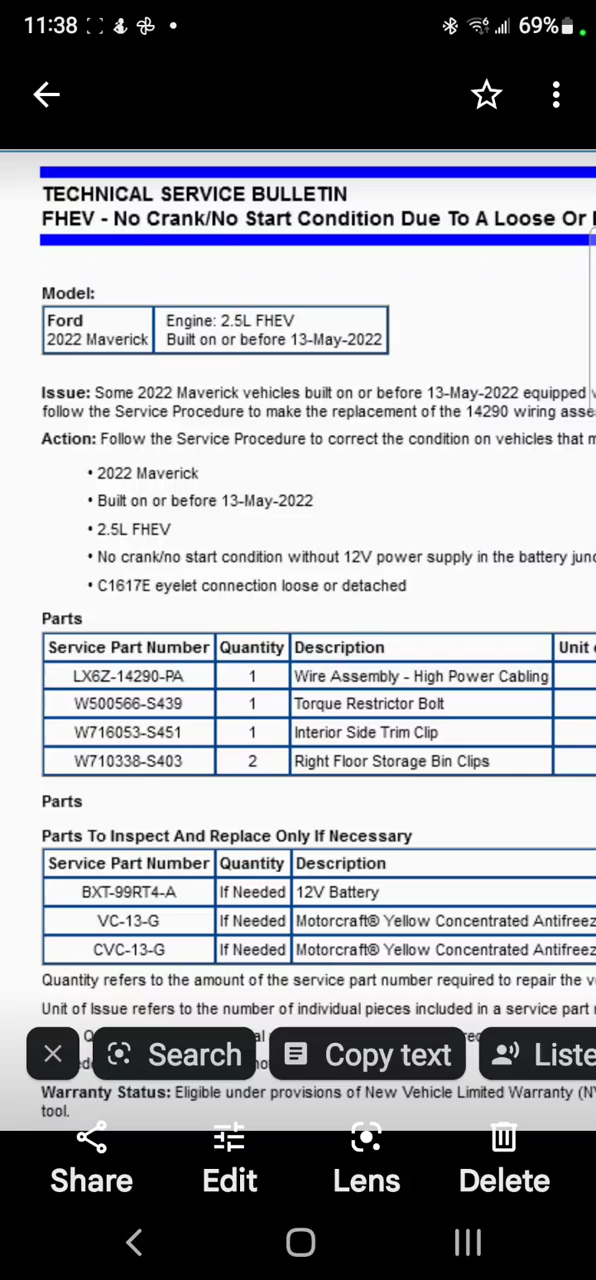 11:38
69%
TECHNICAL SERVICE BULLETIN
FHEV - No Crank/No Start Condition Due To A Loose Or
Model:
Ford Engine: 2.5L FHEV
2022 Maverick Built on or before 13-May-2022
Issue: Some 2022 Maverick vehicles built on or before 13-May-2022 equipped
follow the Service Procedure to make the replacement of the 14290 wiring asse
Action: Follow the Service Procedure to correct the condition on vehicles that m
• 2022 Maverick
• Built on or before 13-May-2022
• 2.5L FHEV
• No crank/no start condition without 12V power supply in the battery junc
• C1617E eyelet connection loose or detached
Parts
Service Part Number Quantity Description Unit
LX6Z-14290-PA 1 Wire Assembly - High Power Cabling
W500566-S439 1 Torque Restrictor Bolt
W716053-S451 1 Interior Side Trim Clip
W710338-S403 2 Right Floor Storage Bin Clips
Parts
Parts To Inspect And Replace Only If Necessary
Service Part Number Quantity Description
BXT-99RT4-A If Needed 12V Battery
VC-13-G If Needed Motorcraft® Yellow Concentrated Antifreez
CVC-13-G If Needed Motorcraft® Yellow Concentrated Antifreez
Quantity refers to the amount of the service part number required to repair the v
Unit of Issue refers to the number of individual pieces included in a service part
Search Copy text Liste
Warranty Status: Eligible under provisions of New Vehicle Limited Warranty (N
tool.
Share Edit Lens Delete